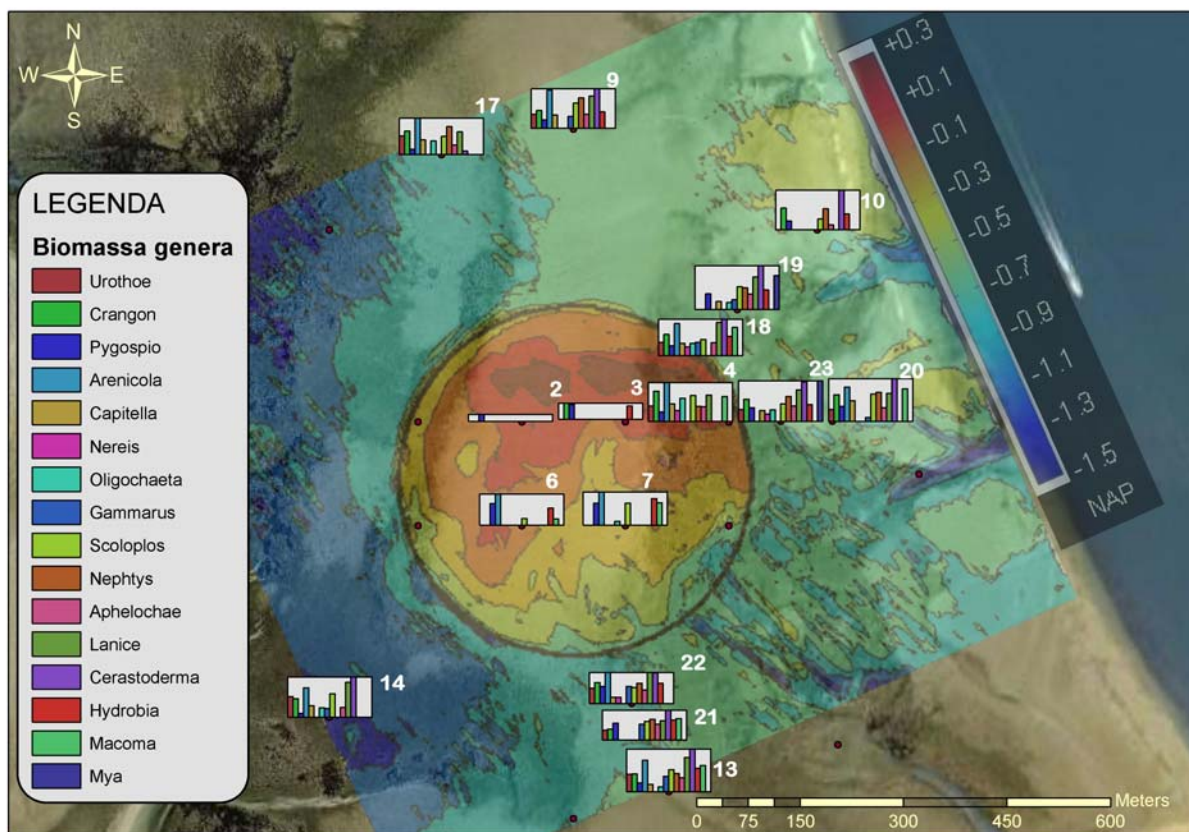 N
W E
S
17
9
10
19
18
2
3
4
23
20
6
7
14
22
21
13
LEGENDA
Biomassa genera
Urothoe
Crangon
Pygospio
Arenicola
Capitella
Nereis
Oligochaeta
Gammarus
Scoloplos
Nephtys
Aphelochae
Lanice
Cerastoderma
Hydrobia
Macoma
Mya
+0.3
+0.1
-0.1
-0.3
-0.5
-0.7
-0.9
-1.1
-1.3
-1.5
NAP
Meters
0 75 150 300 450 600